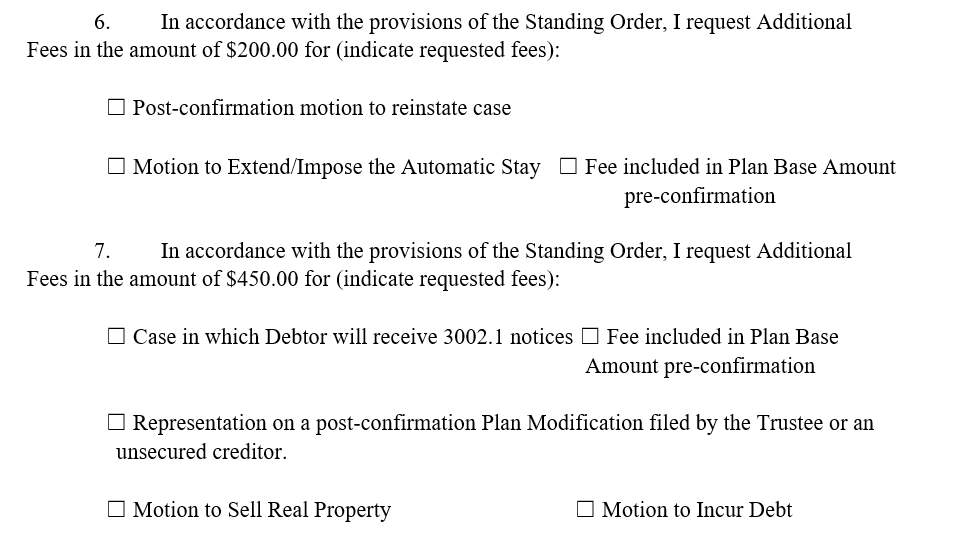 6. In accordance with the provisions of the Standing Order, I request Additional
Fees in the amount of $200.00 for (indicate requested fees):
☐ Post-confirmation motion to reinstate case
☐ Motion to Extend/Impose the Automatic Stay ☐ Fee included in Plan Base Amount
pre-confirmation
7. In accordance with the provisions of the Standing Order, I request Additional
Fees in the amount of $450.00 for (indicate requested fees):
☐ Case in which Debtor will receive 3002.1 notices ☐ Fee included in Plan Base
Amount pre-confirmation
☐ Representation on a post-confirmation Plan Modification filed by the Trustee or an
unsecured creditor.
☐ Motion to Sell Real Property ☐ Motion to Incur Debt